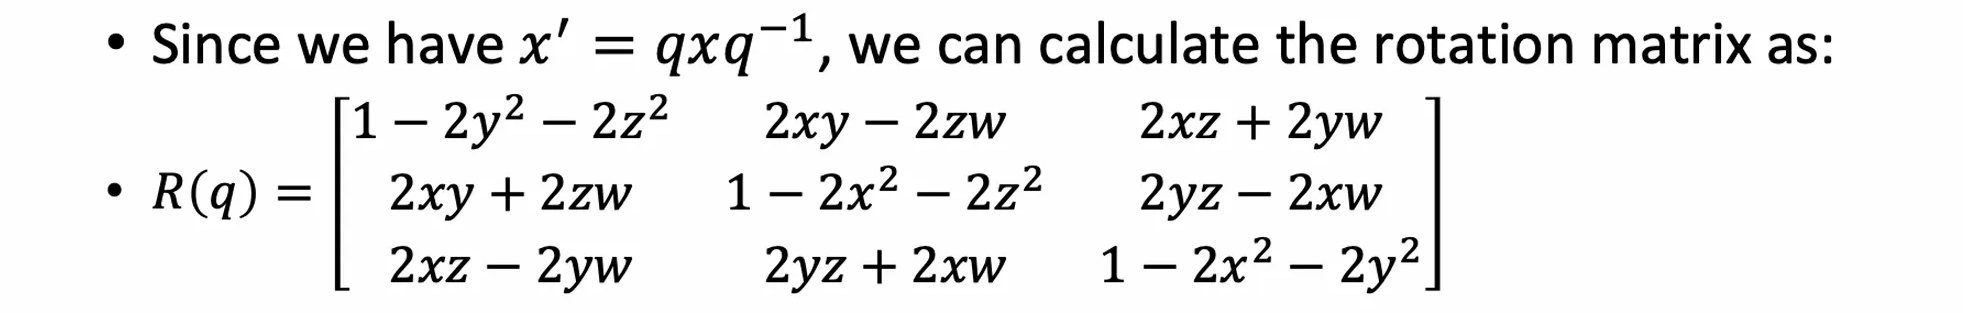 • Since we have x′ = qxq⁻¹, we can calculate the rotation matrix as:
• R(q) = [1 − 2y² − 2z² 2xy − 2zw 2xz + 2yw
2xy + 2zw 1 − 2x² − 2z² 2yz − 2xw
2xz − 2yw 2yz + 2xw 1 − 2x² − 2y²]